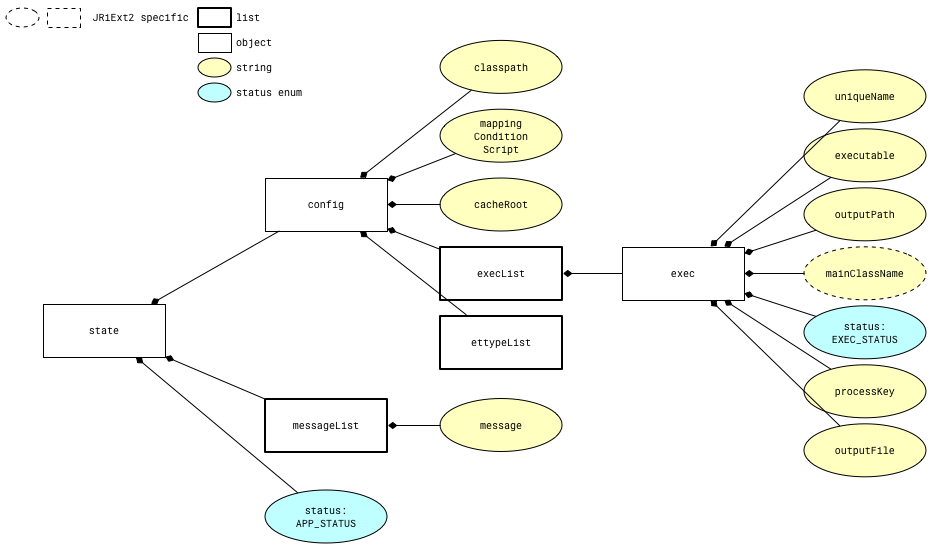 JRiExt2 specific
list
object
string
status enum
classpath
mapping
Condition
Script
config
cacheRoot
execList
ettypeList
state
messageList
message
status:
APP_STATUS
exec
uniqueName
executable
outputPath
mainClassName
status:
EXEC_STATUS
processKey
outputFile